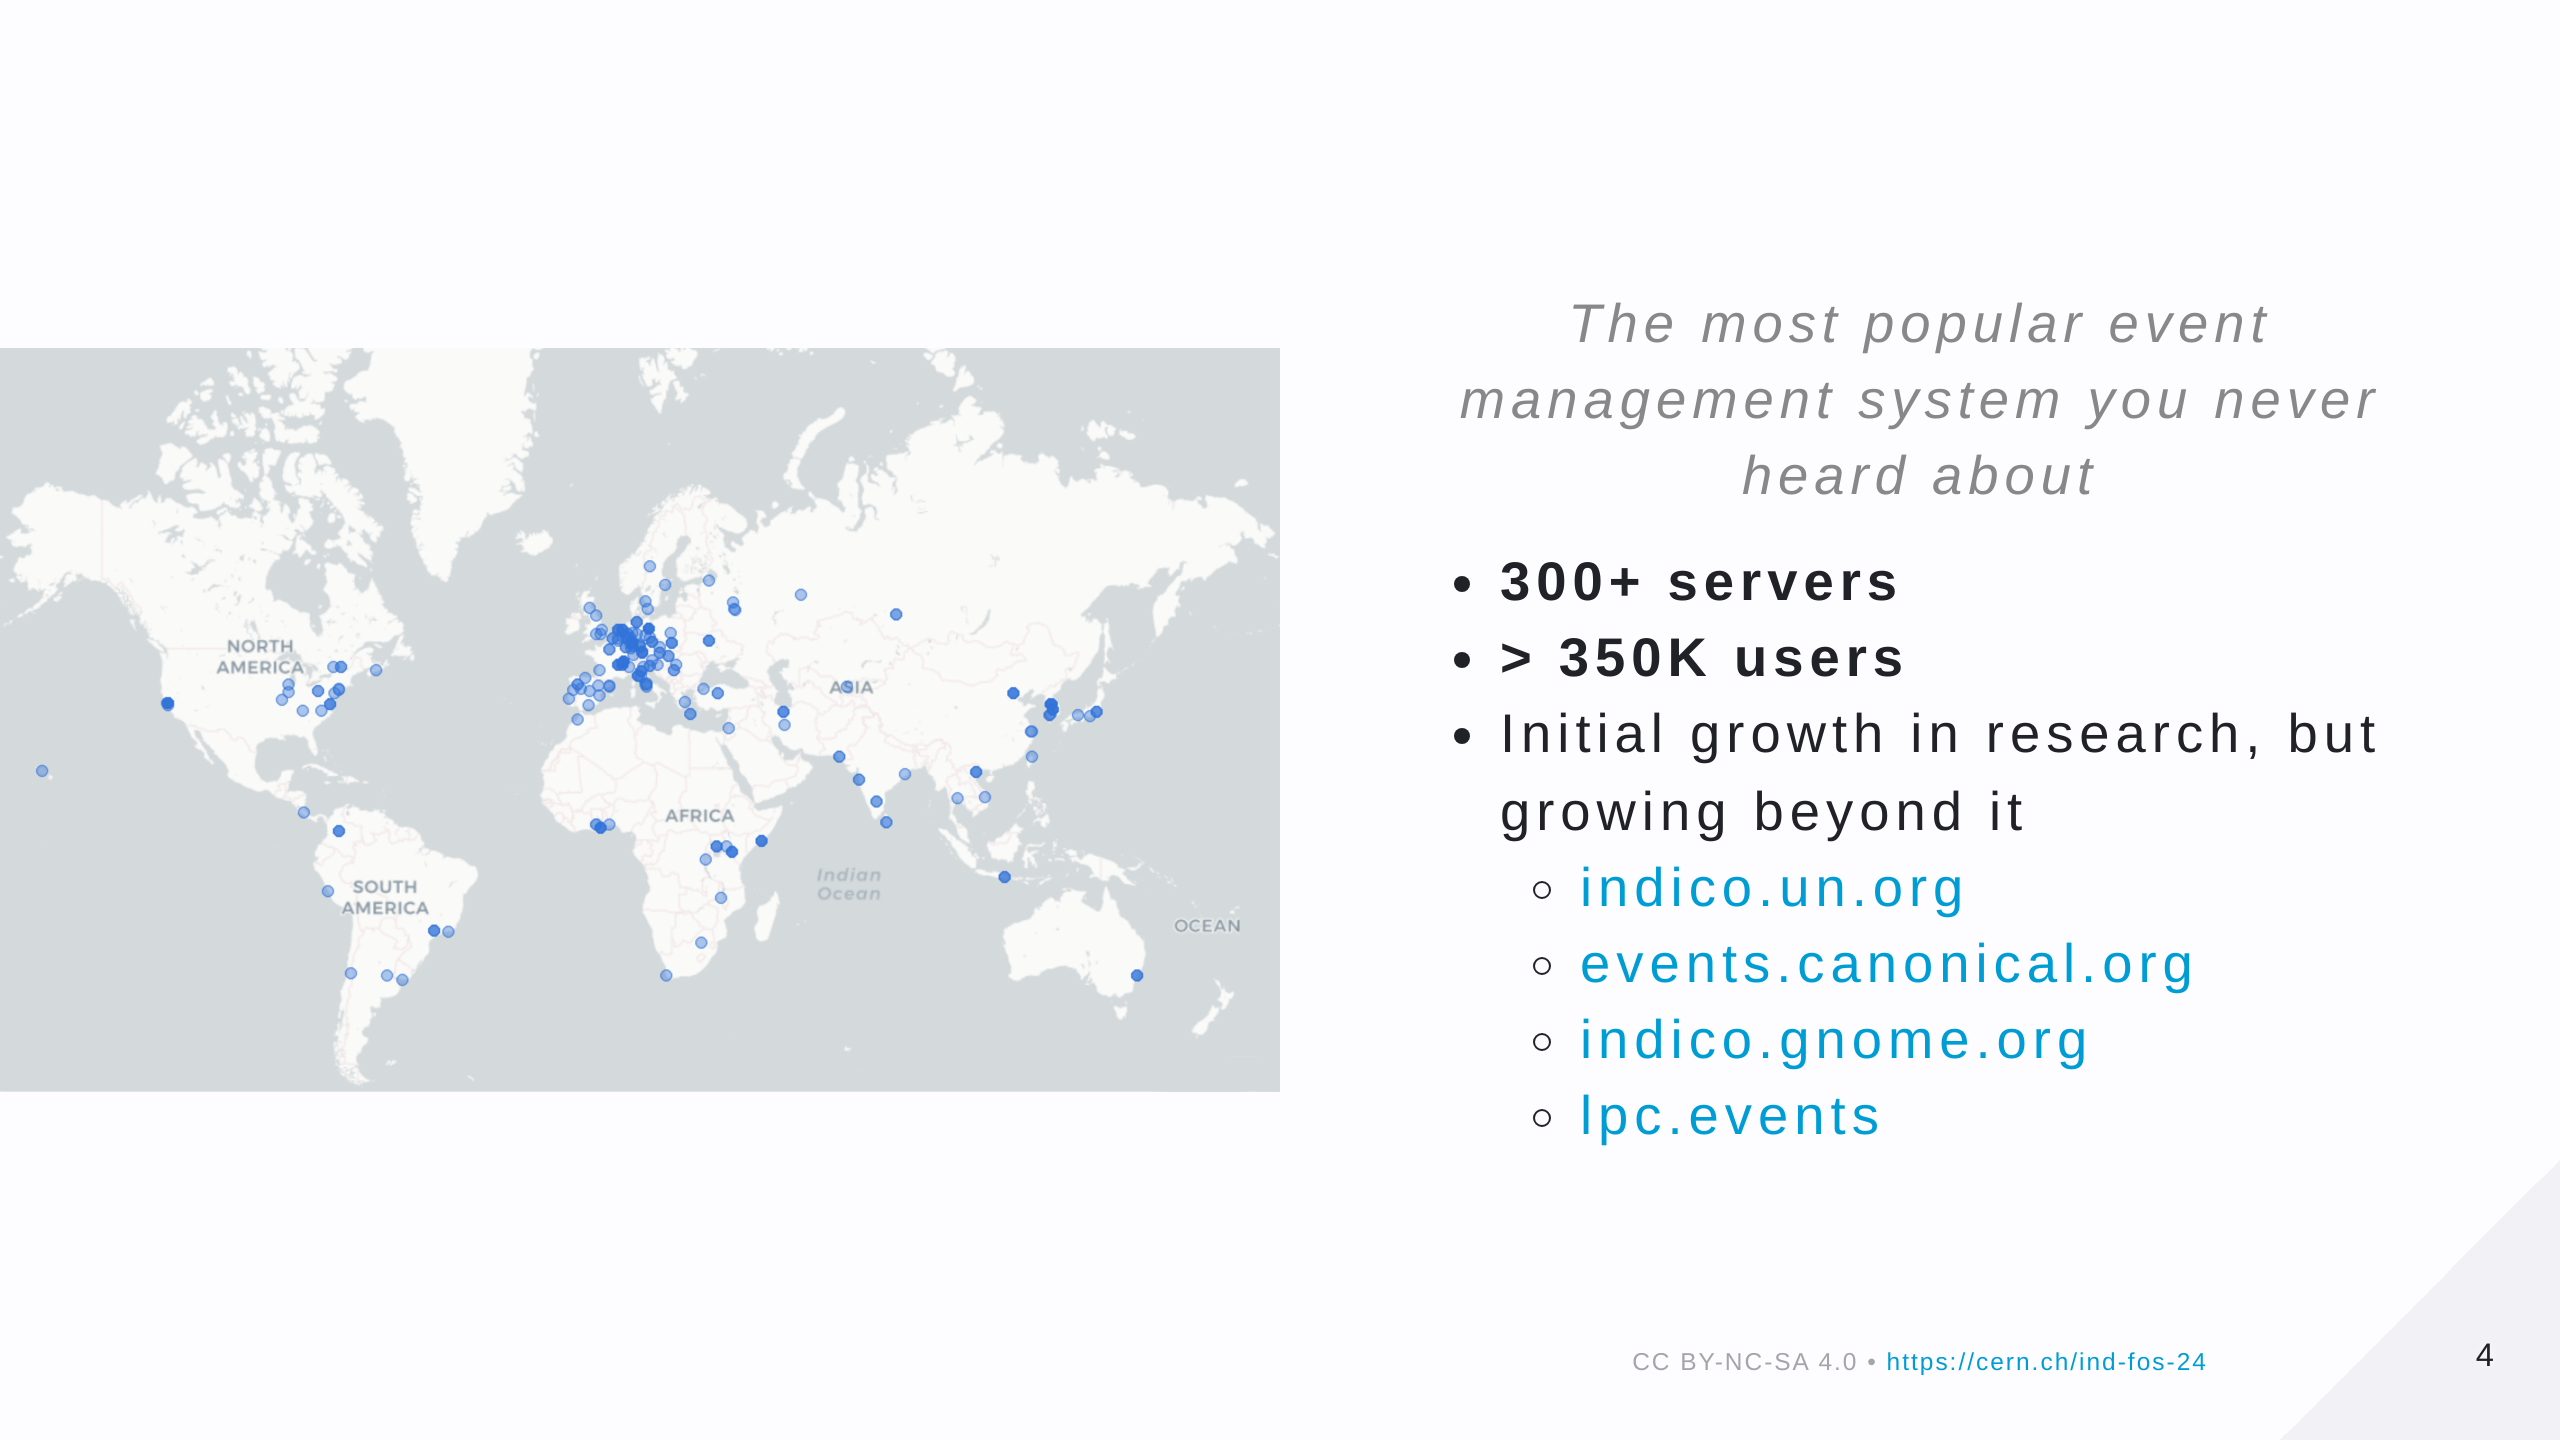 The most popular event
management system you never
heard about
• 300+ servers
• > 350K users
• Initial growth in research, but
growing beyond it
◦ indico.un.org
◦ events.canonical.org
◦ indico.gnome.org
◦ lpc.events
NORTH
AMERICA
ASIA
AFRICA
Indian
Ocean
SOUTH
AMERICA
OCEAN
CC BY-NC-SA 4.0 • https://cern.ch/ind-fos-24
4